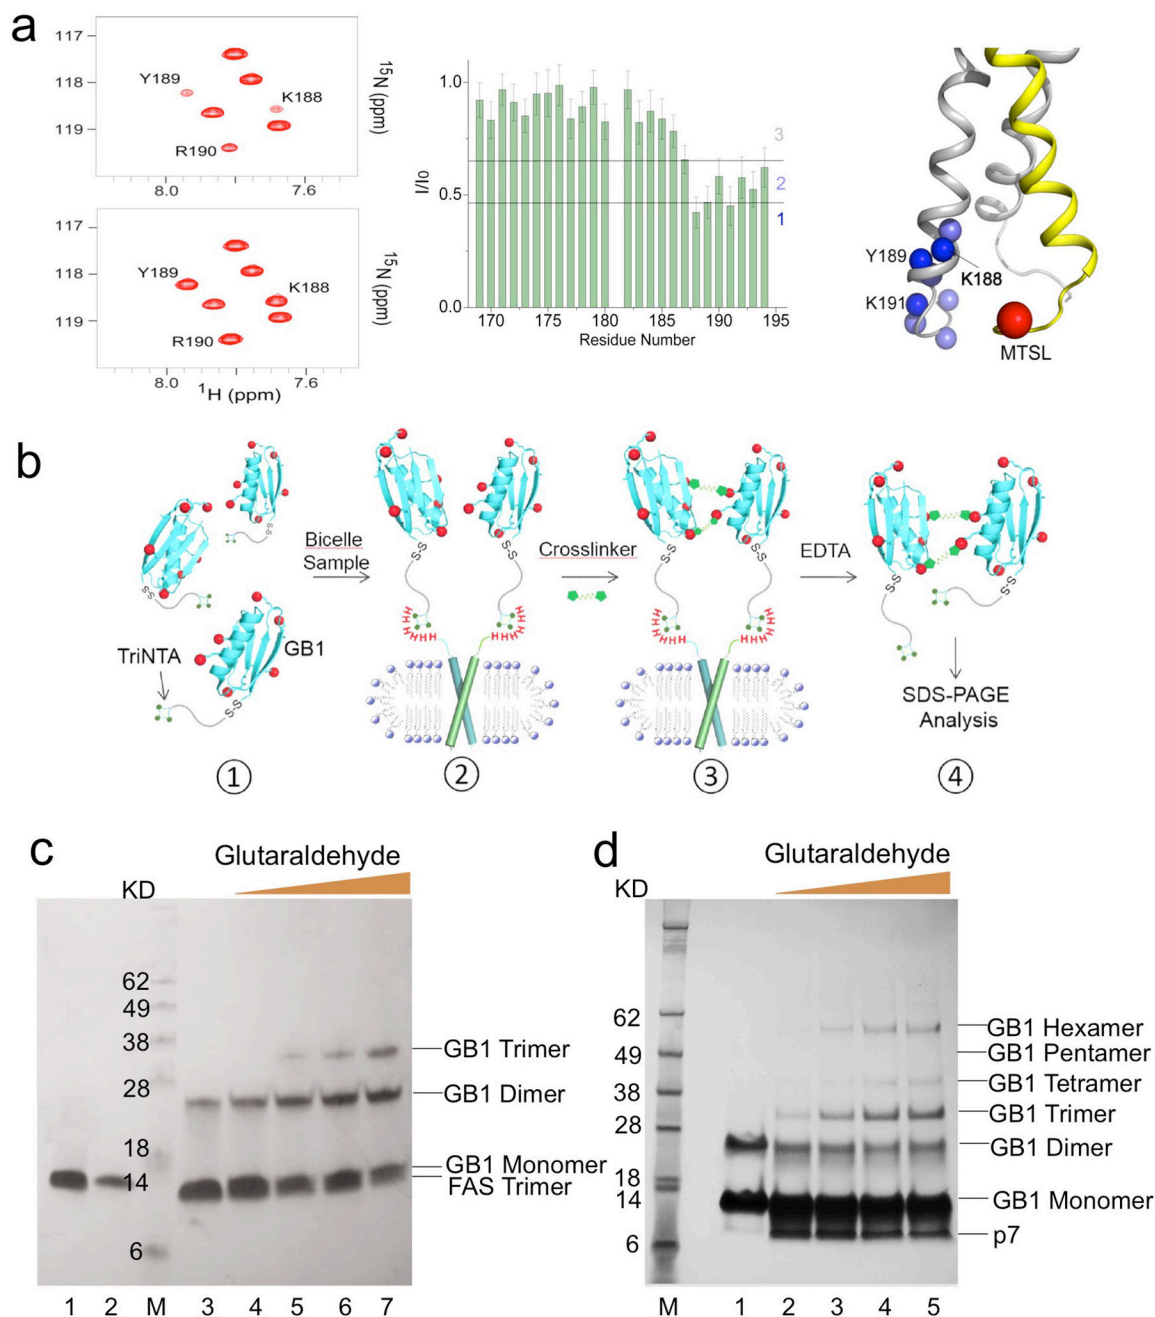 a
117
118
119
Y189
K188
R190
8.0
7.6
15N (ppm)
117
118
119
Y189
K188
R190
8.0
7.6
1H (ppm)
15N (ppm)
1.0
0.5
0.0
I/I0
3
2
1
170 175 180 185 190 195
Residue Number
Y189
K188
K191
MTSL
b
TriNTA
GB1
S-S
S-S
S-S
Bicelle
Sample
S-S
S-S
HHHHHH
HHHHHH
Crosslinker
S-S
S-S
HHHHHH
HHHHHH
EDTA
S-S
S-S
SDS-PAGE
Analysis
1
2
3
4
c
Glutaraldehyde
KD
62
49
38
28
18
14
6
GB1 Trimer
GB1 Dimer
GB1 Monomer
FAS Trimer
1 2 M 3 4 5 6 7
d
Glutaraldehyde
KD
62
49
38
28
18
14
6
GB1 Hexamer
GB1 Pentamer
GB1 Tetramer
GB1 Trimer
GB1 Dimer
GB1 Monomer
p7
M 1 2 3 4 5